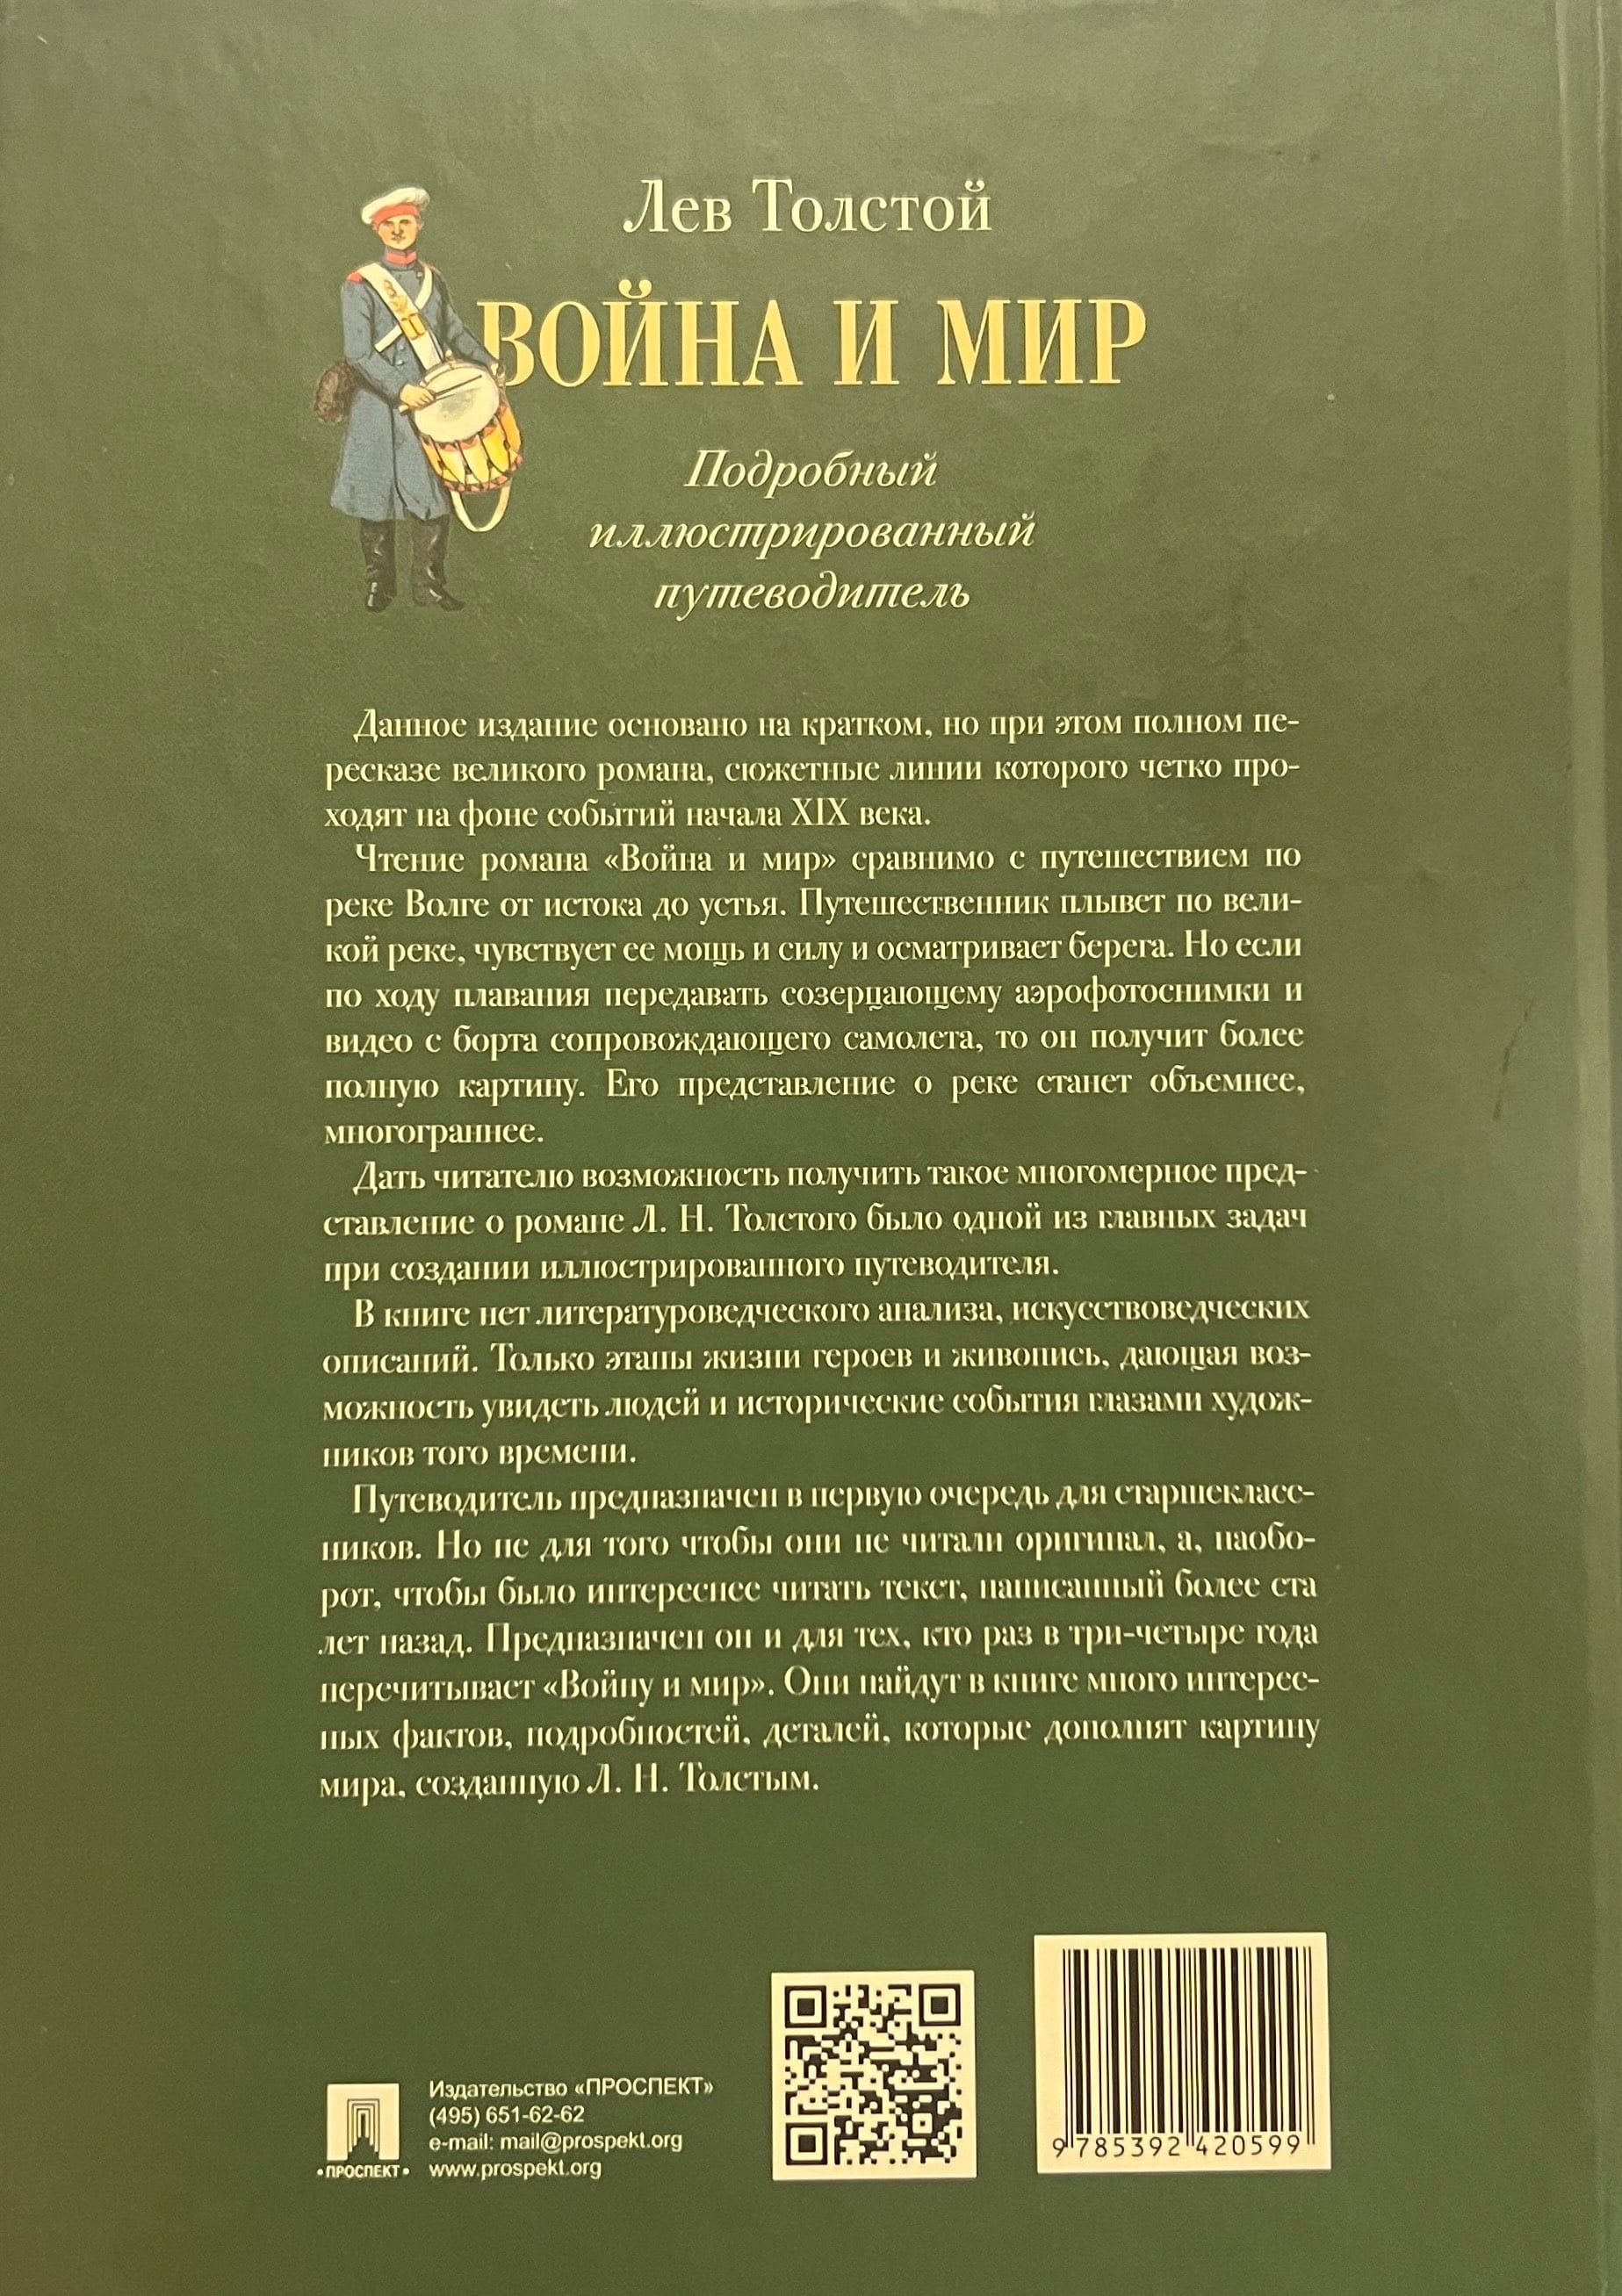 Лев Толстой
ВОЙНА И МИР
Подробный
иллюстрированный
путеводитель
Данное издание основано на кратком, но при этом полном пе-
ресказе великого романа, сюжетные линии которого четко про-
ходят на фоне событий начала XIX века.
Чтение романа «Война и мир» сравнимо с путешествием по
реке Волге от истока до устья. Путешественник плывет по вели-
кой реке, чувствует ее мощь и силу и осматривает берега. Но если
по ходу плавания передавать созерцающему аэрофотоснимки и
видео с борта сопровождающего самолета, то он получит более
полную картину. Его представление о реке станет объемнее,
многограннее.
Дать читателю возможность получить такое многомерное пред-
ставление о романе Л. Н. Толстого было одной из главных задач
при создании иллюстрированного путеводителя.
В книге нет литературоведческого анализа, искусствоведческих
описаний. Только этапы жизни героев и живопись, дающая воз-
можность увидеть людей и исторические события глазами худож-
ников того времени.
Путеводитель предназначен в первую очередь для старшекласс-
ников. Но не для того чтобы они не читали оригинал, а, наобо-
рот, чтобы было интереснее читать текст, написанный более ста
лет назад. Предназначен он и для тех, кто раз в три-четыре года
перечитывает «Войну и мир». Они найдут в книге много интерес-
ных фактов, подробностей, деталей, которые дополнят картину
мира, созданную Л. Н. Толстым.
•ПРОСПЕКТ•
Издательство «ПРОСПЕКТ»
(495) 651-62-62
e-mail: mail@prospekt.org
www.prospekt.org
9 785392 420599